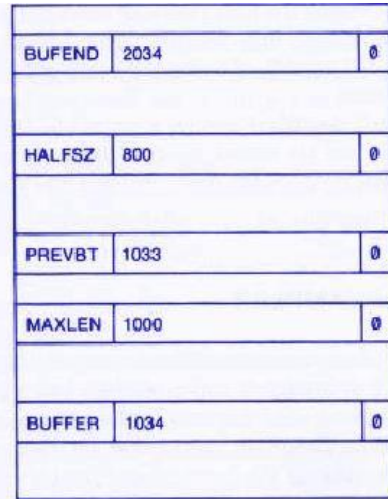 BUFEND 2034 0
HALFSZ 800 0
PREVBT 1033 0
MAXLEN 1000 0
BUFFER 1034 0